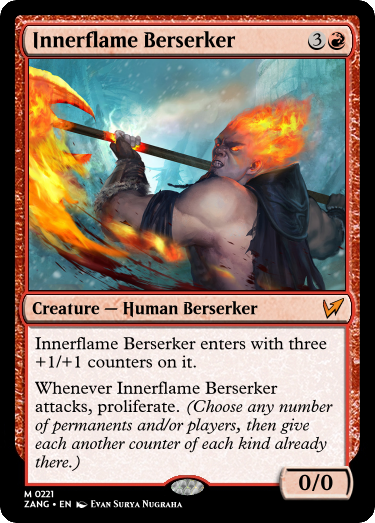 Innerflame Berserker 3
Creature — Human Berserker
Innerflame Berserker enters with three
+1/+1 counters on it.
Whenever Innerflame Berserker
attacks, proliferate. (Choose any number
of permanents and/or players, then give
each another counter of each kind already
there.)
0/0
M 0221
ZANG • EN Evan Surya Nugraha